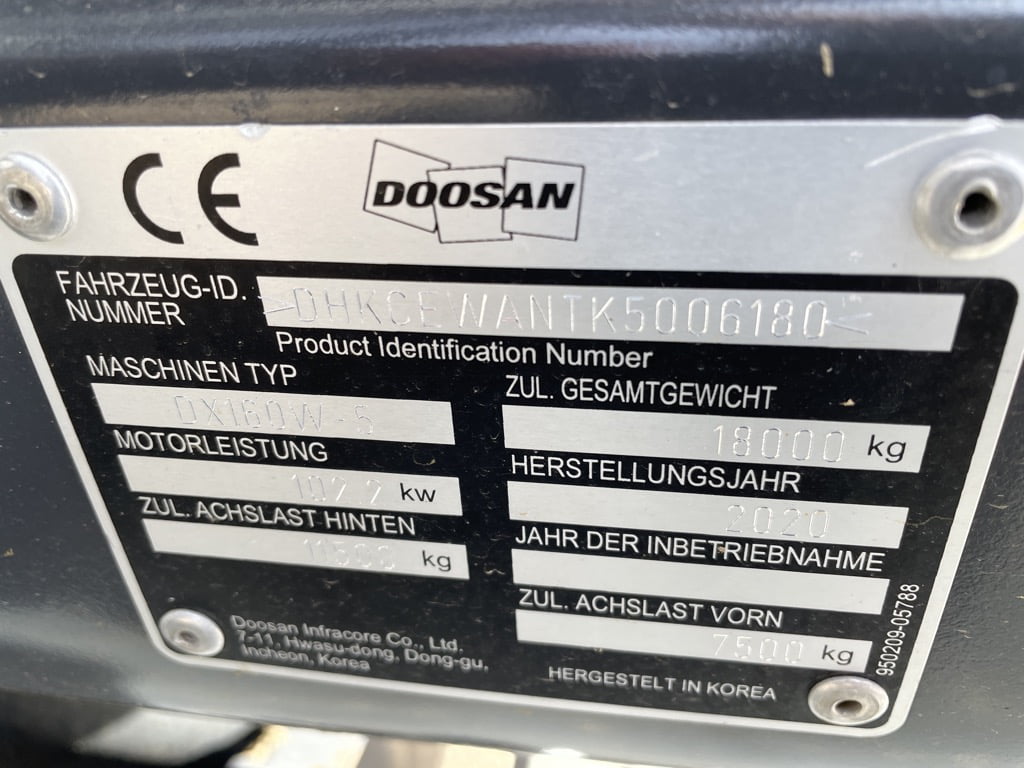 CE
DOOSAN
FAHRZEUG-ID.
NUMMER
DHKCEWANTK5006180
Product Identification Number
MASCHINEN TYP
DX160W-5
MOTORLEISTUNG
102.2 kw
ZUL. ACHSLAST HINTEN
11500 kg
ZUL. GESAMTGEWICHT
18000 kg
HERSTELLUNGSJAHR
2020
JAHR DER INBETRIEBNAHME
ZUL. ACHSLAST VORN
7500 kg
Doosan Infracore Co., Ltd.
7-11, Hwasu-dong, Dong-gu,
Incheon, Korea
HERGESTELT IN KOREA
950209-05788